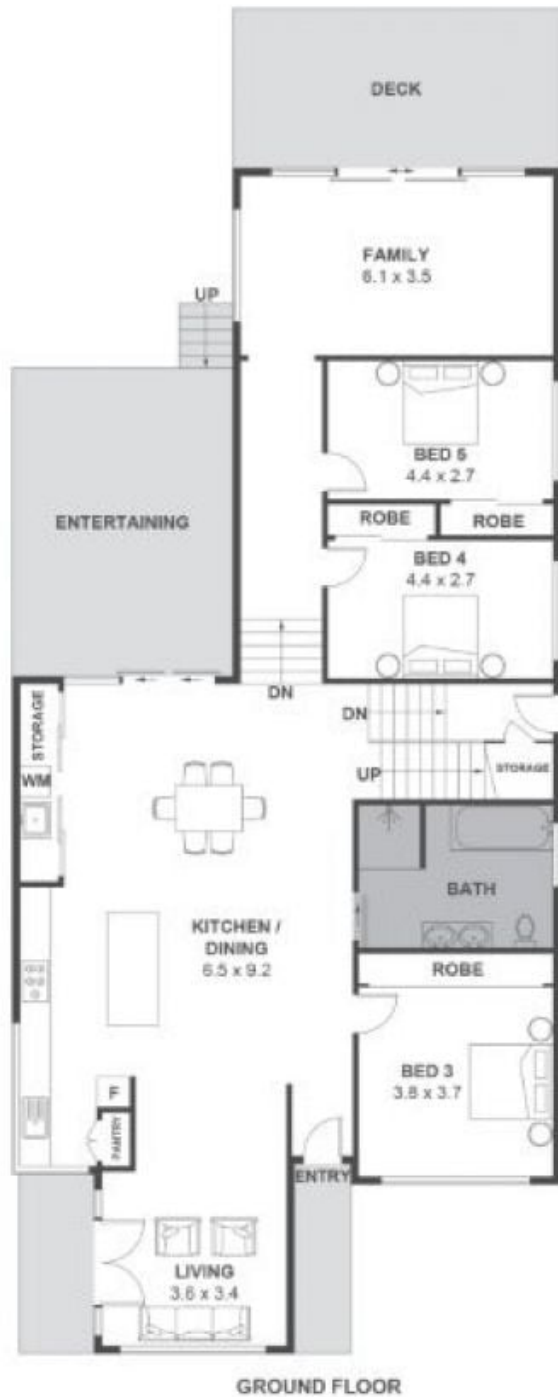 DECK
FAMILY
6.1 x 3.5
UP
BED 5
4.4 x 2.7
ENTERTAINING
ROBE
ROBE
BED 4
4.4 x 2.7
DN
DN
STORAGE
WM
UP
STORAGE
BATH
KITCHEN /
DINING
6.5 x 9.2
ROBE
BED 3
3.8 x 3.7
F
PANTRY
ENTRY
LIVING
3.6 x 3.4
GROUND FLOOR